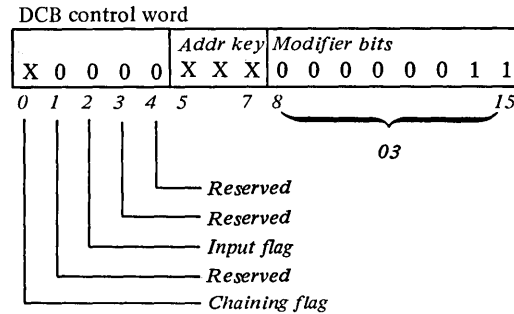 DCB control word
Addr key Modifier bits
X 0 0 0 0 X X X 0 0 0 0 0 0 1 1
0 1 2 3 4 5 7 8 15
03
Reserved
Reserved
Input flag
Reserved
Chaining flag